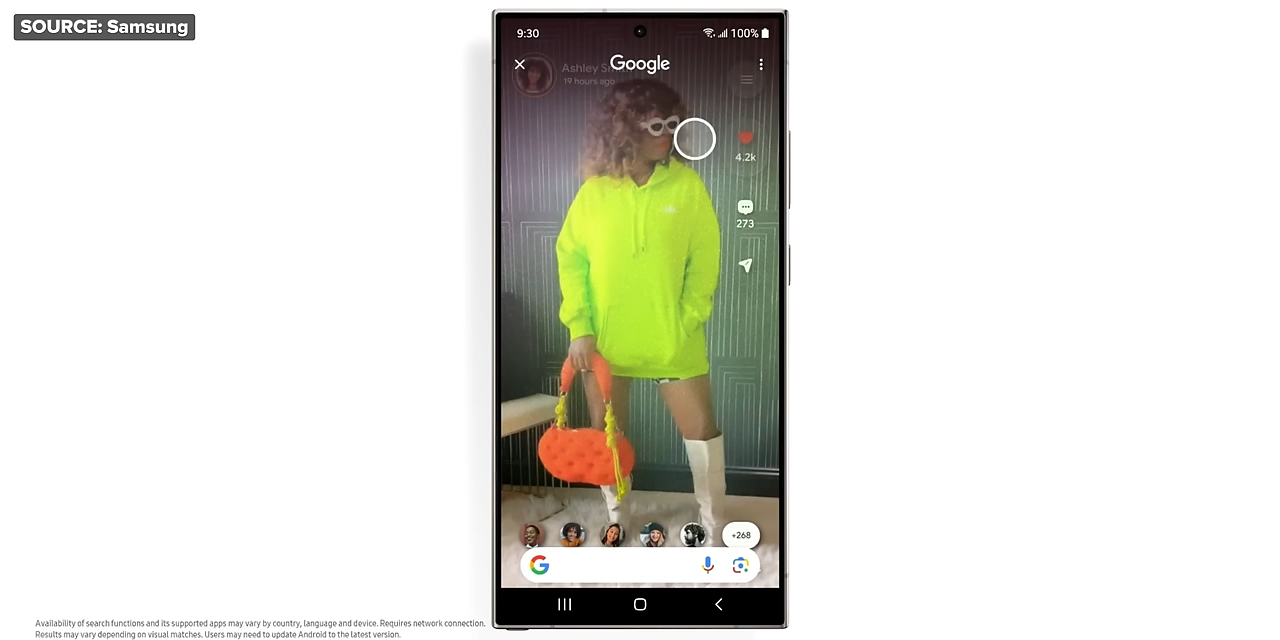 SOURCE: Samsung
9:30
100%
Google
Ashley Smith
19 hours ago
4.2k
273
+268
G
Availability of search functions and its supported apps may vary by country, language and device. Requires network connection.
Results may vary depending on visual matches. Users may need to update Android to the latest version.